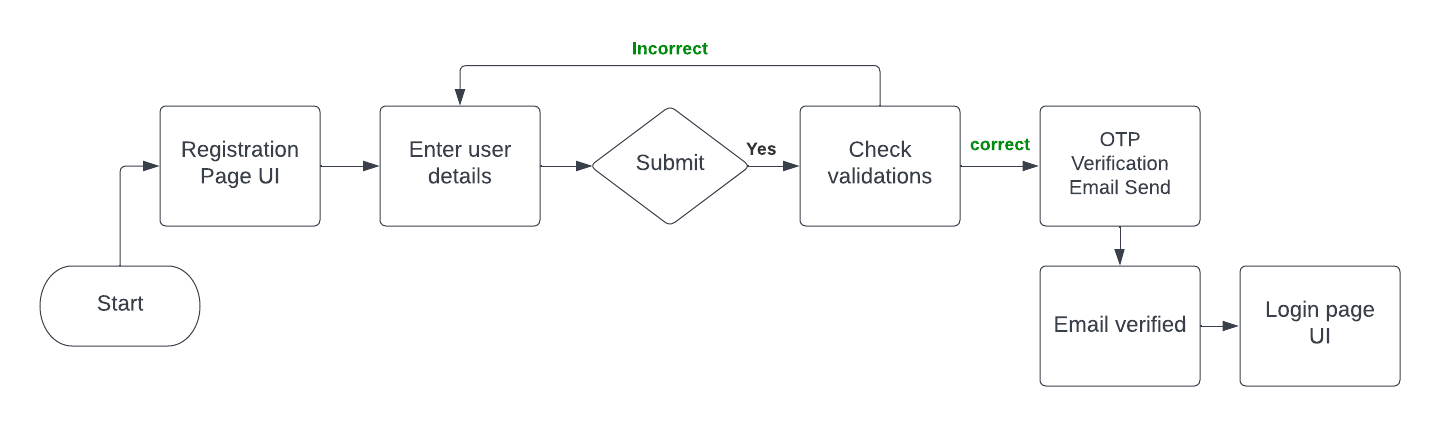 Incorrect
Registration
Page UI
Enter user
details
Submit
Yes
Check
validations
correct
OTP
Verification
Email Send
Start
Email verified
Login page
UI